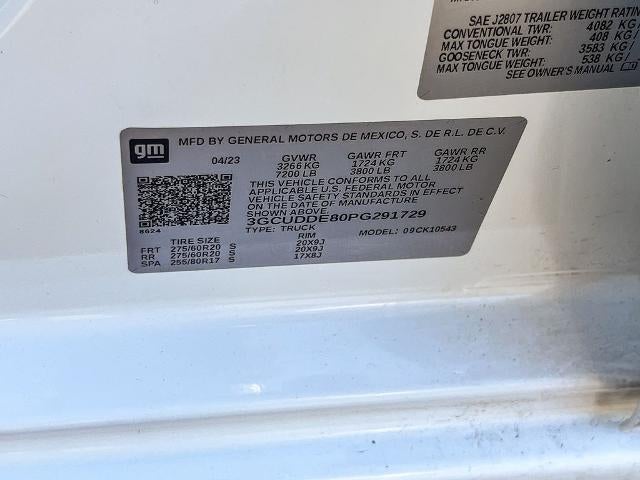 SAE J2807 TRAILER WEIGHT RATIN
CONVENTIONAL TWR: 4082 KG/
MAX TONGUE WEIGHT: 408 KG/
GOOSENECK TWR: 3583 KG/
MAX TONGUE WEIGHT: 538 KG/
SEE OWNER'S MANUAL
gm
MFD BY GENERAL MOTORS DE MEXICO, S. DE R.L. DE C.V.
04/23 GVWR GAWR FRT GAWR RR
3266 KG 1724 KG 1724 KG
7200 LB 3800 LB 3800 LB
THIS VEHICLE CONFORMS TO ALL
APPLICABLE U.S. FEDERAL MOTOR
VEHICLE SAFETY STANDARDS IN EFFECT
ON THE DATE OF MANUFACTURE
3GCUDDE80PG291729
8624
TYPE: TRUCK MODEL: 09CK10543
TIRE SIZE RIM
FRT 275/60R20 S 20X9J
RR 275/60R20 S 20X9J
SPA 255/80R17 S 17X8J